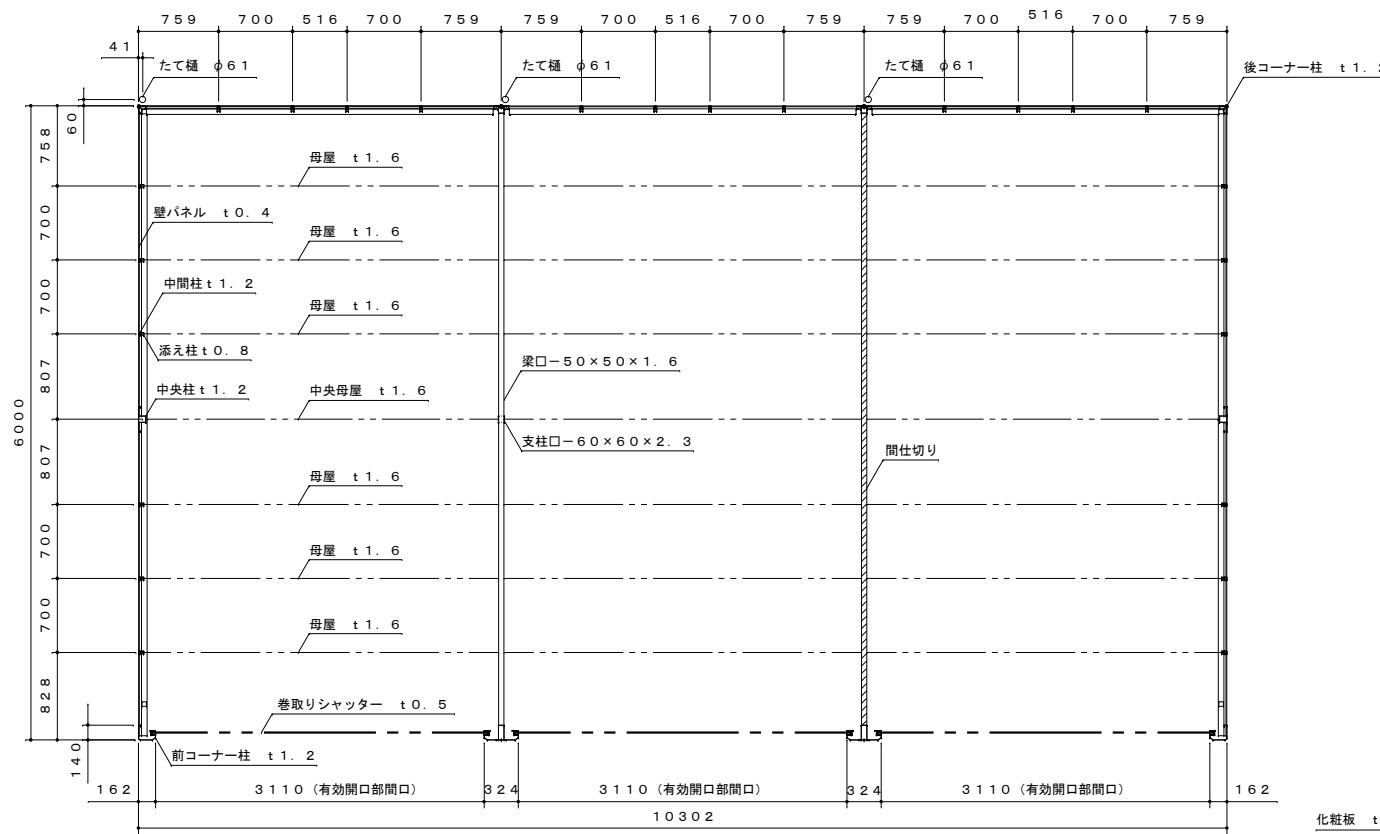 759 700 516 700 759 759 700 516 700 759 759 700 516 700 759
41
たて樋 φ61 たて樋 φ61 たて樋 φ61
後コーナー柱 t1.2
60
758
母屋 t1.6
700
壁パネル t0.4
母屋 t1.6
700
中間柱t1.2
母屋 t1.6
添え柱t0.8
807
梁口-50×50×1.6
中央柱t1.2
中央母屋 t1.6
6000
支柱口-60×60×2.3
807
間仕切り
母屋 t1.6
700
母屋 t1.6
700
母屋 t1.6
828
巻取りシャッター t0.5
140
前コーナー柱 t1.2
162 3110(有効開口部間口) 324 3110(有効開口部間口) 324 3110(有効開口部間口) 162
10302
化粧板 t